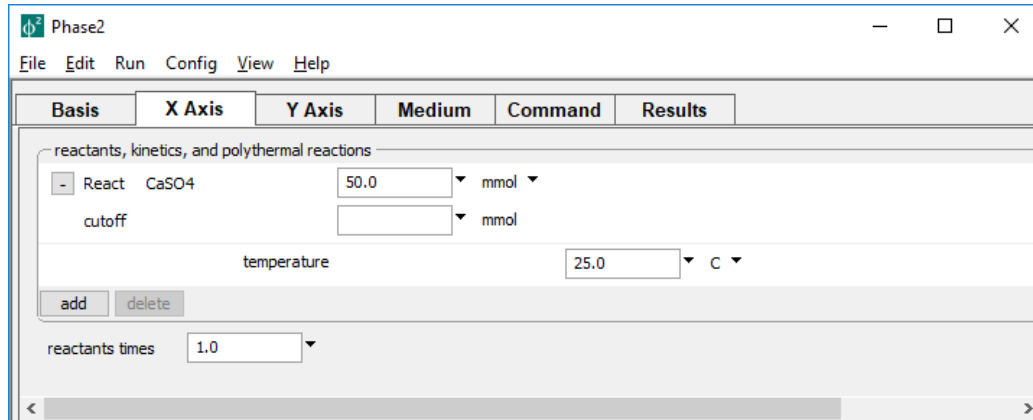 ϕ² Phase2
File Edit Run Config View Help
Basis X Axis Y Axis Medium Command Results
reactants, kinetics, and polythermal reactions
- React CaSO4 50.0 mmol
cutoff mmol
temperature 25.0 C
add delete
reactants times 1.0